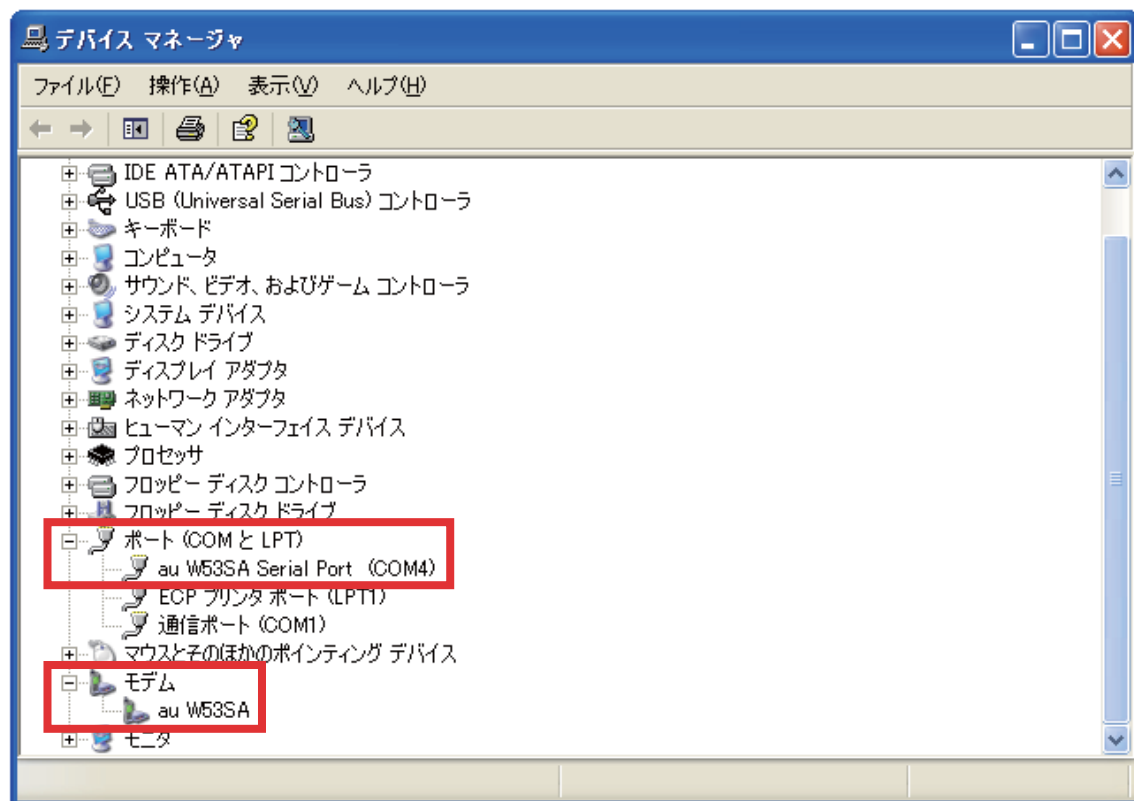 デバイス マネージャ
ファイル(F) 操作(A) 表示(V) ヘルプ(H)
IDE ATA/ATAPI コントローラ
USB (Universal Serial Bus) コントローラ
キーボード
コンピュータ
サウンド、ビデオ、およびゲーム コントローラ
システム デバイス
ディスク ドライブ
ディスプレイ アダプタ
ネットワーク アダプタ
ヒューマン インターフェイス デバイス
プロセッサ
フロッピー ディスク コントローラ
フロッピー ディスク ドライブ
ポート (COM と LPT)
au W53SA Serial Port (COM4)
ECP プリンタ ポート (LPT1)
通信ポート (COM1)
マウスとそのほかのポインティング デバイス
モデム
au W53SA
モニタ